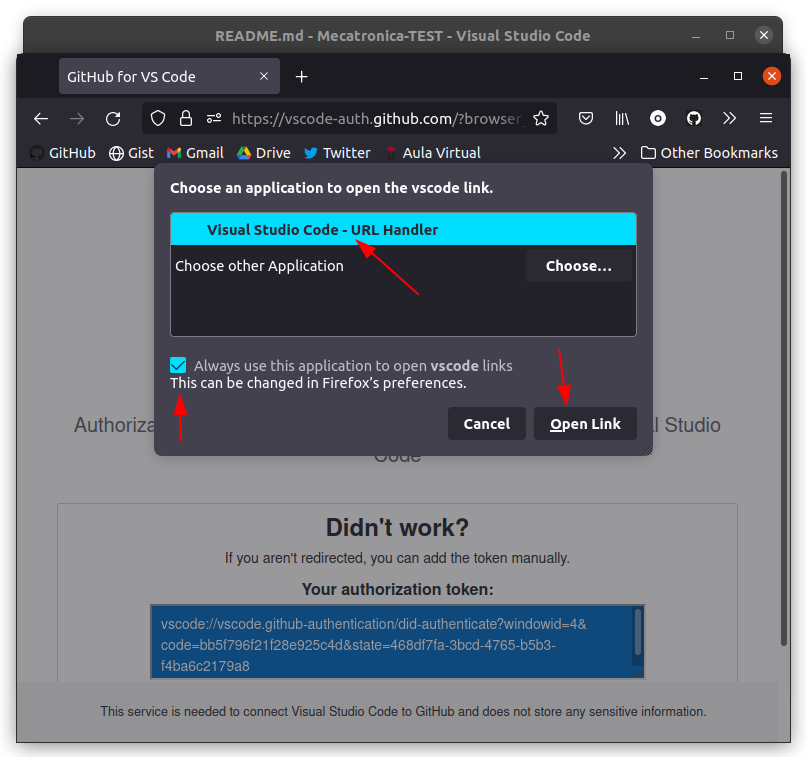 README.md - Mecatronica-TEST - Visual Studio Code
GitHub for VS Code
https://vscode-auth.github.com/?browser_
GitHub Gist Gmail Drive Twitter Aula Virtual Other Bookmarks
Choose an application to open the vscode link.
Visual Studio Code - URL Handler
Choose other Application Choose...
Always use this application to open vscode links
This can be changed in Firefox's preferences.
Cancel Open Link
Authoriza l Studio
Code
Didn't work?
If you aren't redirected, you can add the token manually.
Your authorization token:
vscode://vscode.github-authentication/did-authenticate?windowid=4&
code=bb5f796f21f28e925c4d&state=468df7fa-3bcd-4765-b5b3-
f4ba6c2179a8
This service is needed to connect Visual Studio Code to GitHub and does not store any sensitive information.